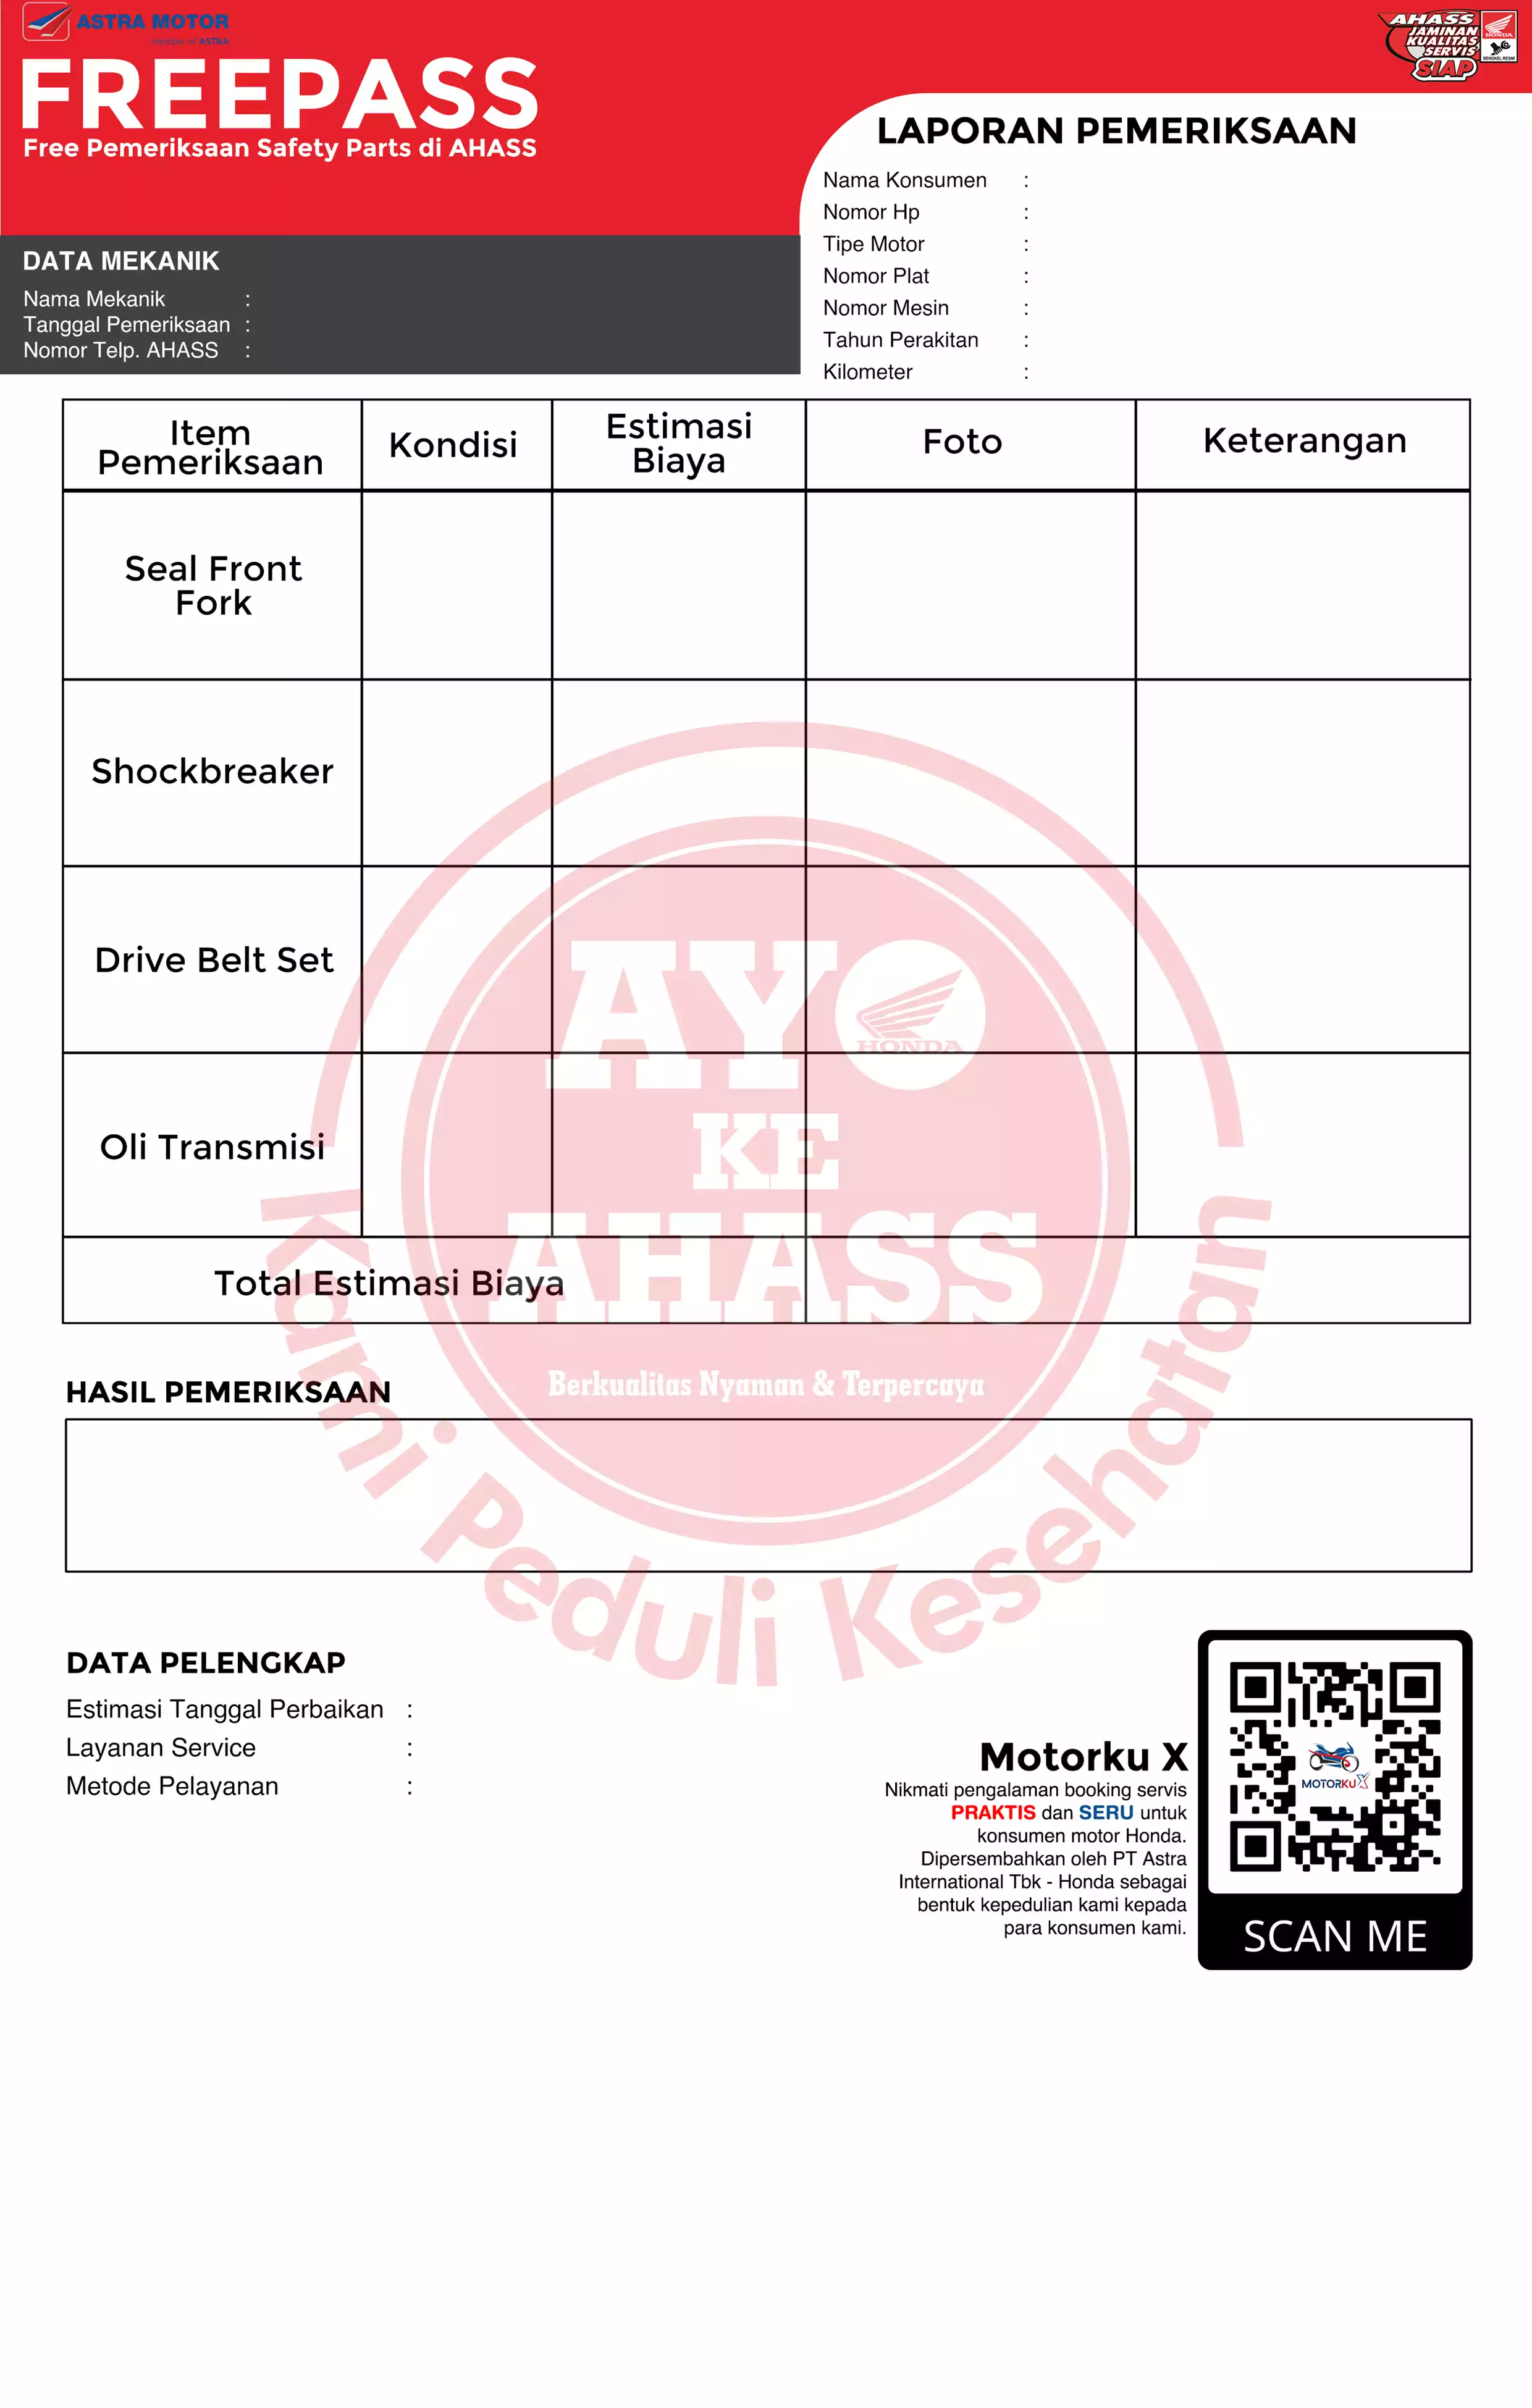 ASTRA MOTOR
member of ASTRA
FREEPASS
Free Pemeriksaan Safety Parts di AHASS
AHASS
JAMINAN
KUALITAS
SERVIS
SIAP
HONDA
BENGKEL RESMI
LAPORAN PEMERIKSAAN
Nama Konsumen :
Nomor Hp :
Tipe Motor :
Nomor Plat :
Nomor Mesin :
Tahun Perakitan :
Kilometer :
DATA MEKANIK
Nama Mekanik :
Tanggal Pemeriksaan :
Nomor Telp. AHASS :
Item Pemeriksaan Kondisi Estimasi Biaya Foto Keterangan
Seal Front
Fork
Shockbreaker
Drive Belt Set
Oli Transmisi
Total Estimasi Biaya
AY
HONDA
KE
AHASS
Berkualitas Nyaman & Terpercaya
Kami Peduli Kesehatan
HASIL PEMERIKSAAN
DATA PELENGKAP
Estimasi Tanggal Perbaikan :
Layanan Service :
Metode Pelayanan :
Motorku X
Nikmati pengalaman booking servis
PRAKTIS dan SERU untuk
konsumen motor Honda.
Dipersembahkan oleh PT Astra
International Tbk - Honda sebagai
bentuk kepedulian kami kepada
para konsumen kami.
MOTORKU X
SCAN ME